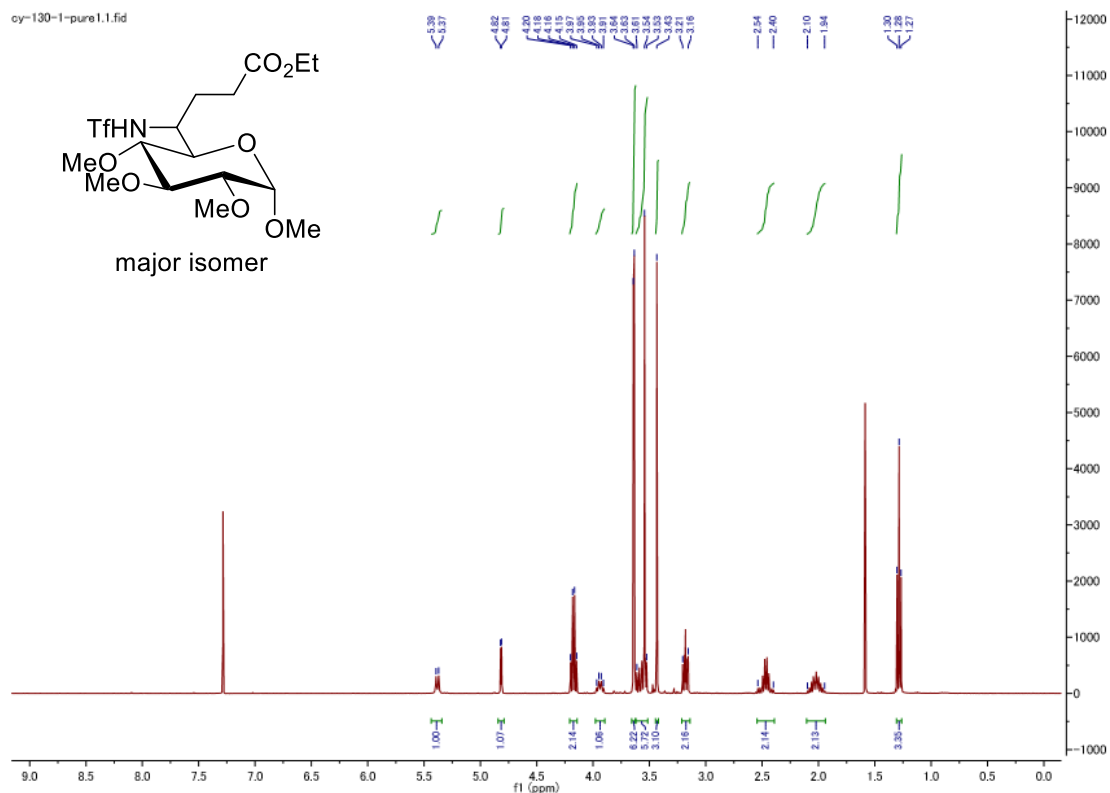 cy-130-1-pure1.1.fid
5.39 5.37 4.82 4.81 4.20 4.18 4.16 4.15 3.97 3.95 3.93 3.91 3.64 3.63 3.61 3.54 3.53 3.43 3.21 3.16 2.54 2.40 2.10 1.94 1.30 1.28 1.27
CO2Et
TfHN
O
MeO
MeO
MeO
OMe
major isomer
12000
11000
10000
9000
8000
7000
6000
5000
4000
3000
2000
1000
0
-1000
1.00 1.07 2.14 1.06 6.22 5.72 3.10 2.16 2.14 2.13 3.35
9.0 8.5 8.0 7.5 7.0 6.5 6.0 5.5 5.0 4.5 4.0 3.5 3.0 2.5 2.0 1.5 1.0 0.5 0.0
f1 (ppm)